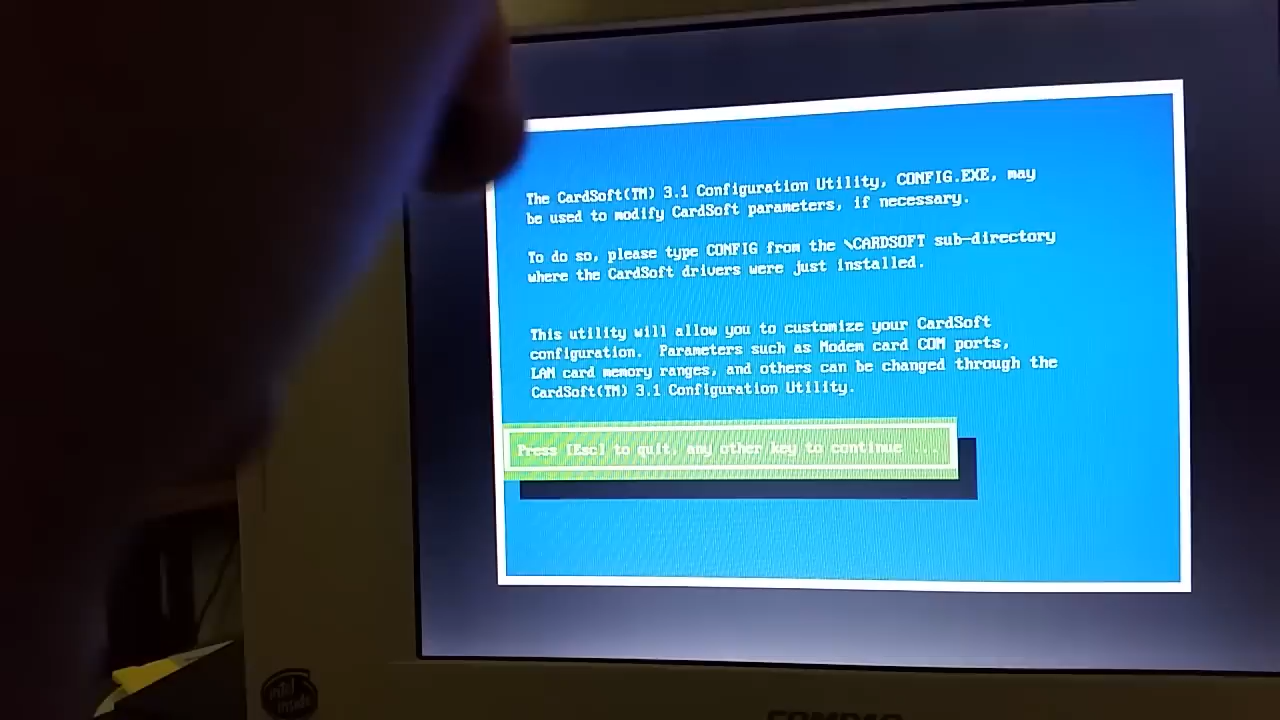 The CardSoft(TM) 3.1 Configuration Utility, CONFIG.EXE, may
be used to modify CardSoft parameters, if necessary.
To do so, please type CONFIG from the \CARDSOFT sub-directory
where the CardSoft drivers were just installed.
This utility will allow you to customize your CardSoft
configuration. Parameters such as Modem card COM ports,
LAN card memory ranges, and others can be changed through the
CardSoft(TM) 3.1 Configuration Utility.
Press [Esc] to quit, any other key to continue ...
intel
inside
COMPAQ